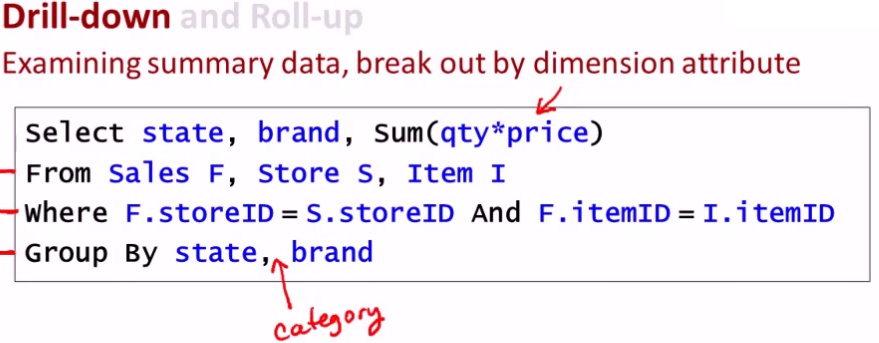 Drill-down and Roll-up
Examining summary data, break out by dimension attribute
Select state, brand, Sum(qty*price)
From Sales F, Store S, Item I
Where F.storeID = S.storeID And F.itemID = I.itemID
Group By state, brand
category